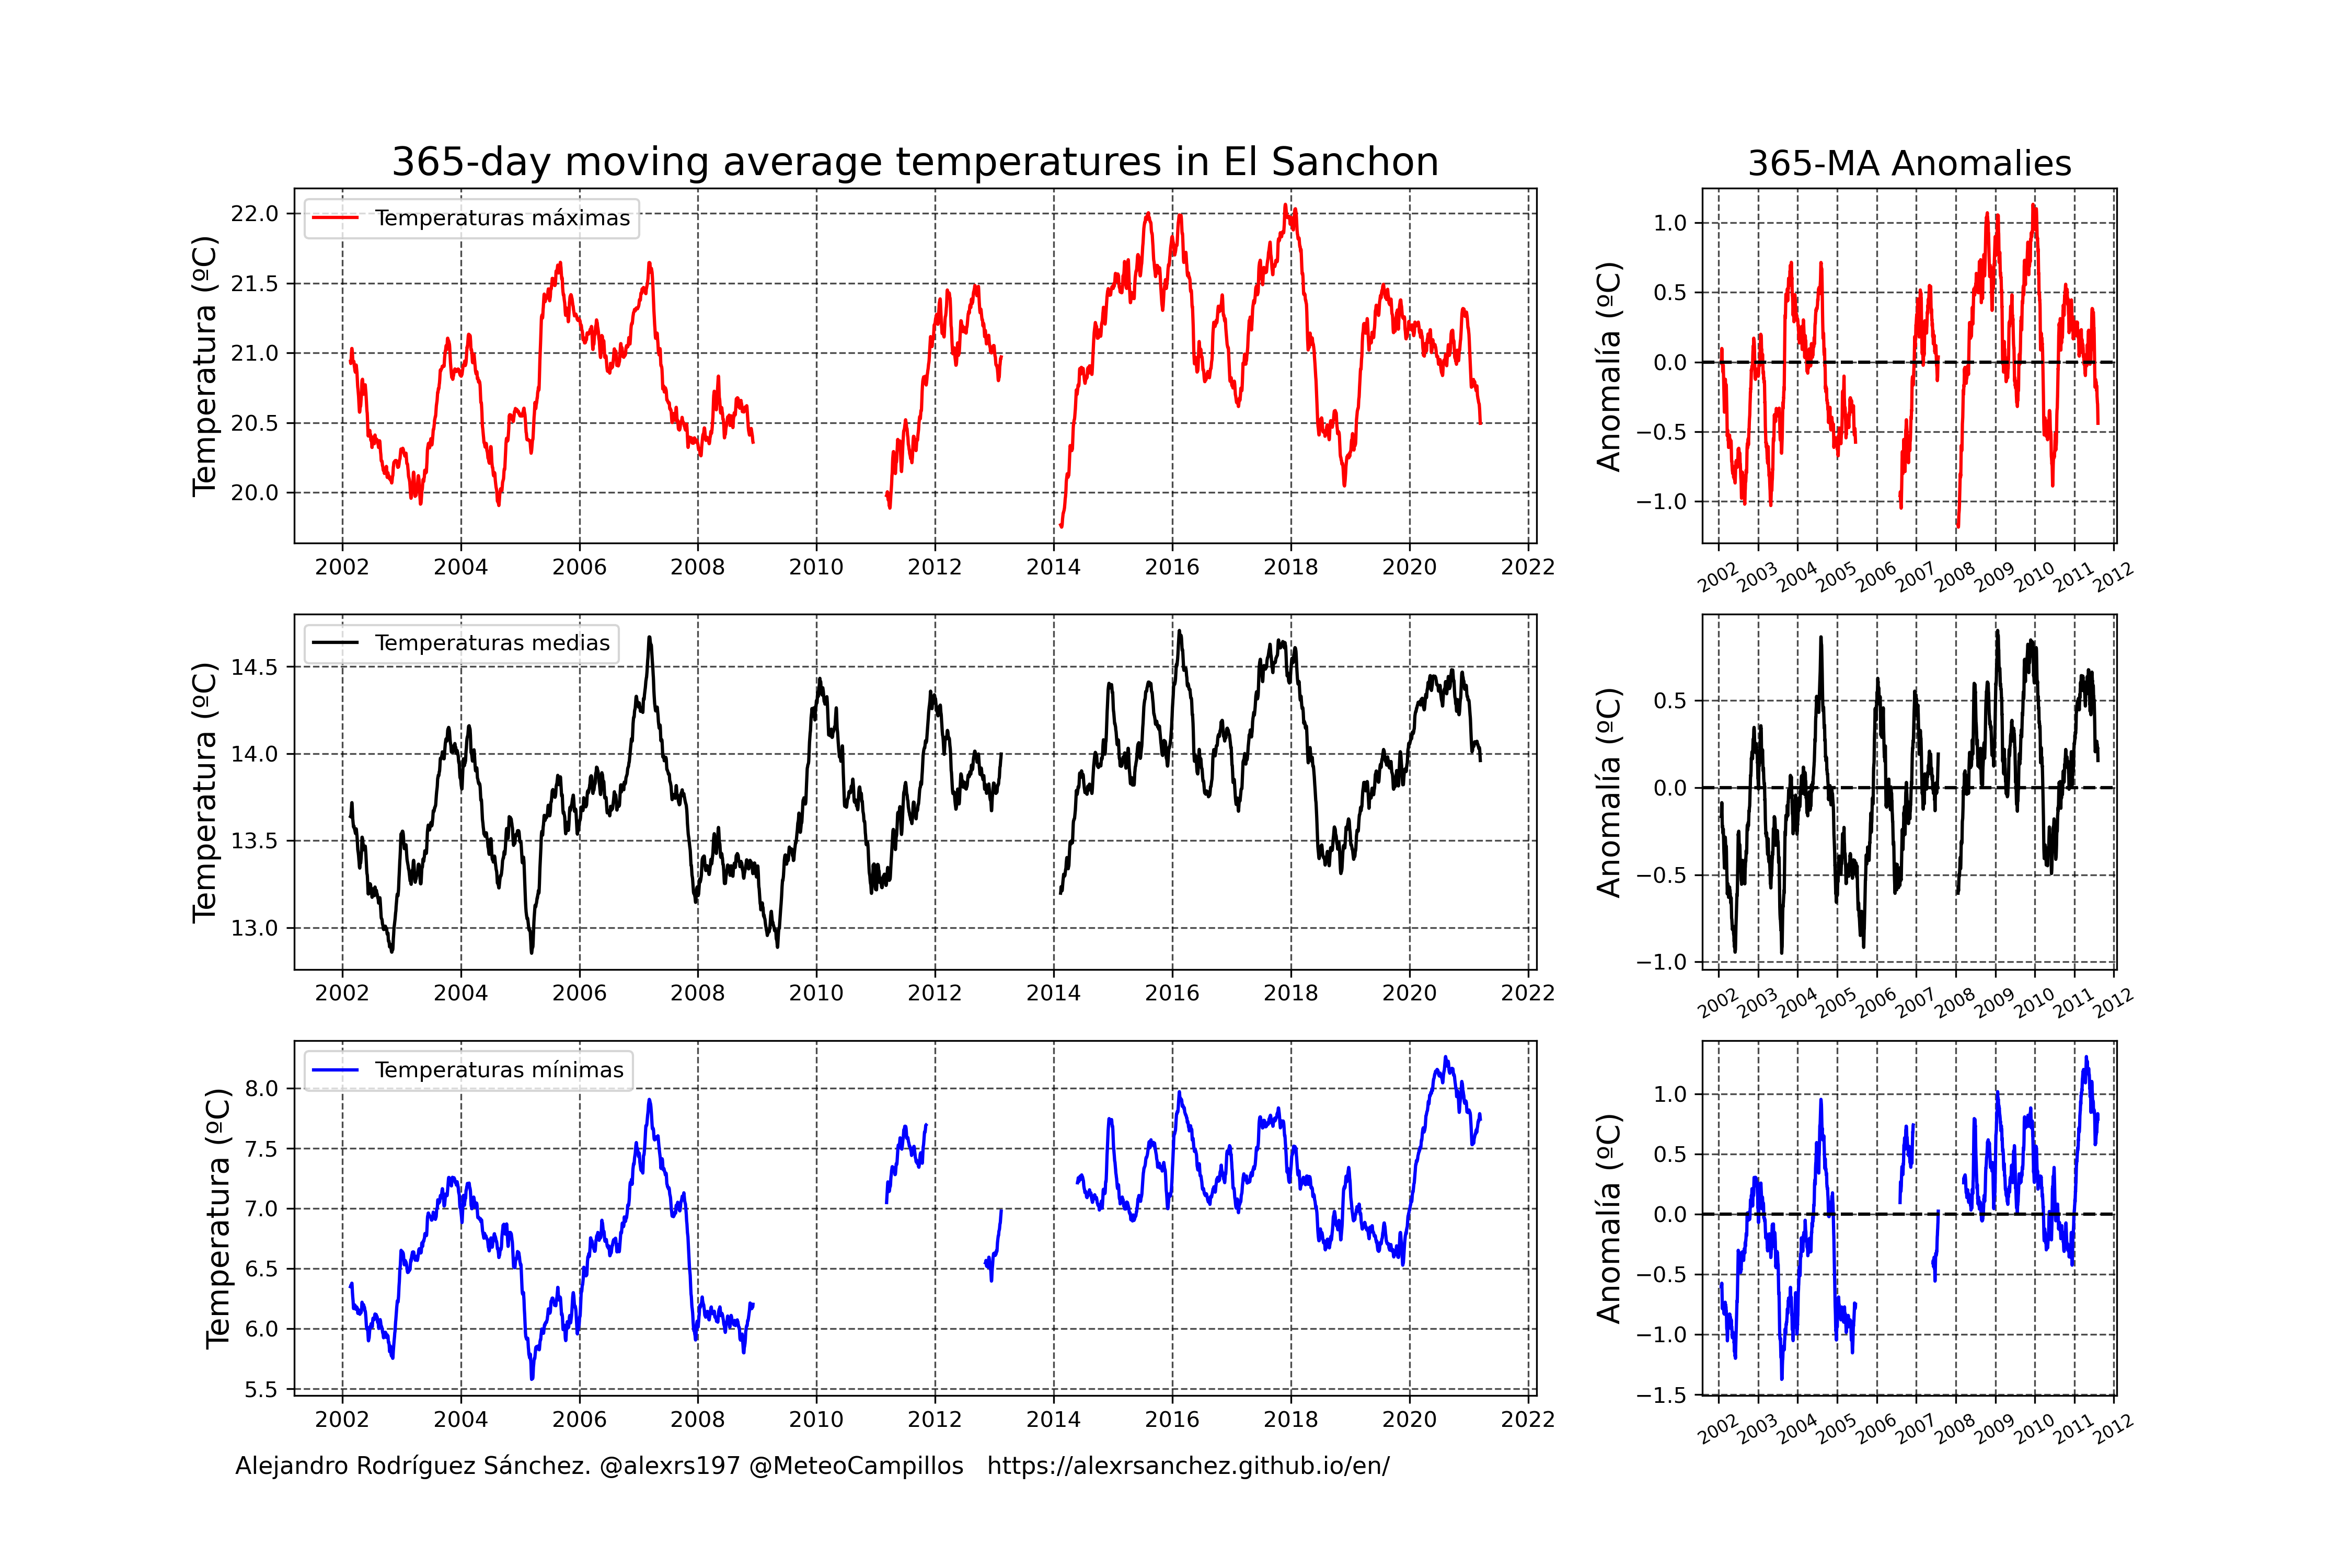 365-day moving average temperatures in El Sanchon
365-MA Anomalies
Temperaturas máximas
Temperatura (ºC)
22.0
21.5
21.0
20.5
20.0
2002 2004 2006 2008 2010 2012 2014 2016 2018 2020 2022
Anomalía (ºC)
1.0
0.5
0.0
−0.5
−1.0
2002 2003 2004 2005 2006 2007 2008 2009 2010 2011 2012
Temperaturas medias
Temperatura (ºC)
14.5
14.0
13.5
13.0
2002 2004 2006 2008 2010 2012 2014 2016 2018 2020 2022
Anomalía (ºC)
0.5
0.0
−0.5
−1.0
2002 2003 2004 2005 2006 2007 2008 2009 2010 2011 2012
Temperaturas mínimas
Temperatura (ºC)
8.0
7.5
7.0
6.5
6.0
5.5
2002 2004 2006 2008 2010 2012 2014 2016 2018 2020 2022
Anomalía (ºC)
1.0
0.5
0.0
−0.5
−1.0
−1.5
2002 2003 2004 2005 2006 2007 2008 2009 2010 2011 2012
Alejandro Rodríguez Sánchez. @alexrs197 @MeteoCampillos   https://alexrsanchez.github.io/en/